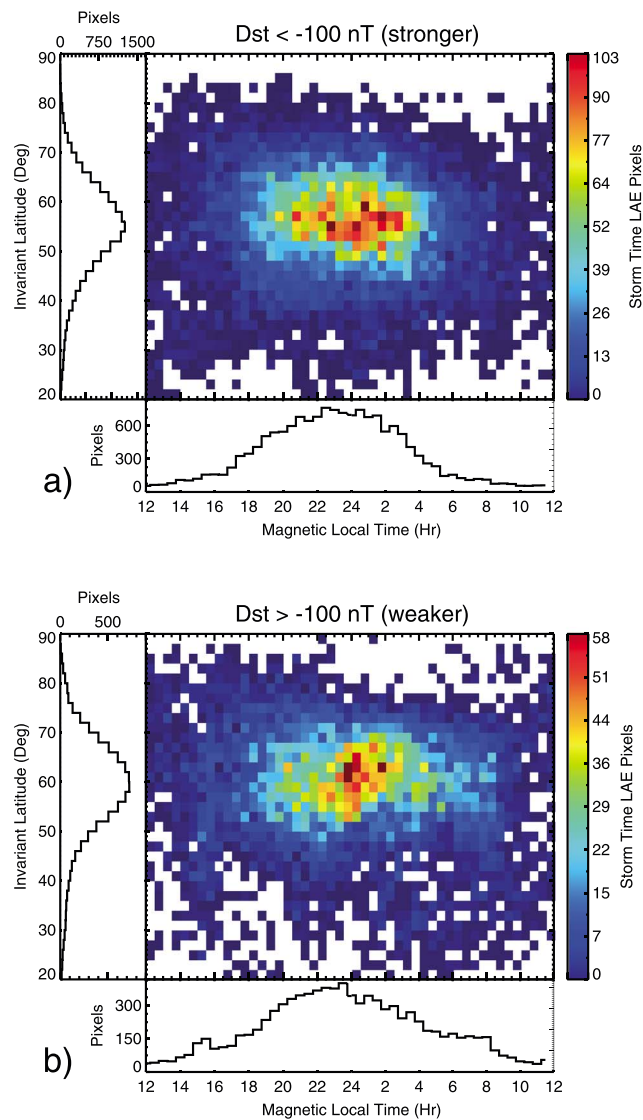 Pixels
0 750 1500
Dst < -100 nT (stronger)
90
80
70
60
50
40
30
20
Invariant Latitude (Deg)
103
90
77
64
52
39
26
13
0
Storm Time LAE Pixels
600
300
0
Pixels
a)
12 14 16 18 20 22 24 2 4 6 8 10 12
Magnetic Local Time (Hr)
Pixels
0 500
Dst > -100 nT (weaker)
90
80
70
60
50
40
30
20
Invariant Latitude (Deg)
58
51
44
36
29
22
15
7
0
Storm Time LAE Pixels
300
150
0
Pixels
b)
12 14 16 18 20 22 24 2 4 6 8 10 12
Magnetic Local Time (Hr)